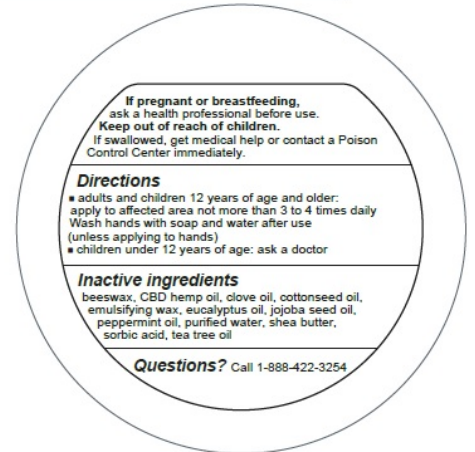 If pregnant or breastfeeding,
ask a health professional before use.
Keep out of reach of children.
If swallowed, get medical help or contact a Poison
Control Center immediately.
Directions
▪ adults and children 12 years of age and older:
apply to affected area not more than 3 to 4 times daily
Wash hands with soap and water after use
(unless applying to hands)
▪ children under 12 years of age: ask a doctor
Inactive ingredients
beeswax, CBD hemp oil, clove oil, cottonseed oil,
emulsifying wax, eucalyptus oil, jojoba seed oil,
peppermint oil, purified water, shea butter,
sorbic acid, tea tree oil
Questions? Call 1-888-422-3254